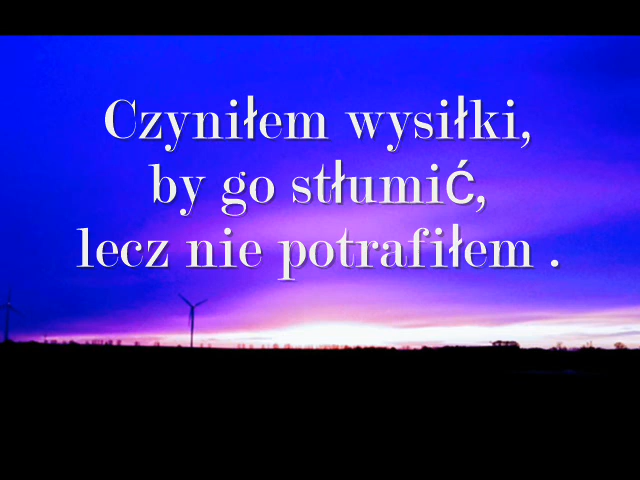 Czyniłem wysiłki,
by go stłumić,
lecz nie potrafiłem .